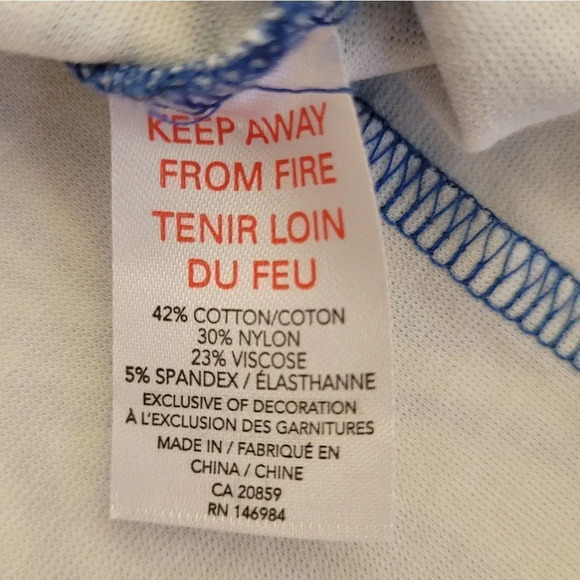 KEEP AWAY
FROM FIRE
TENIR LOIN
DU FEU
42% COTTON/COTON
30% NYLON
23% VISCOSE
5% SPANDEX / ÉLASTHANNE
EXCLUSIVE OF DECORATION
À L'EXCLUSION DES GARNITURES
MADE IN / FABRIQUÉ EN
CHINA / CHINE
CA 20859
RN 146984